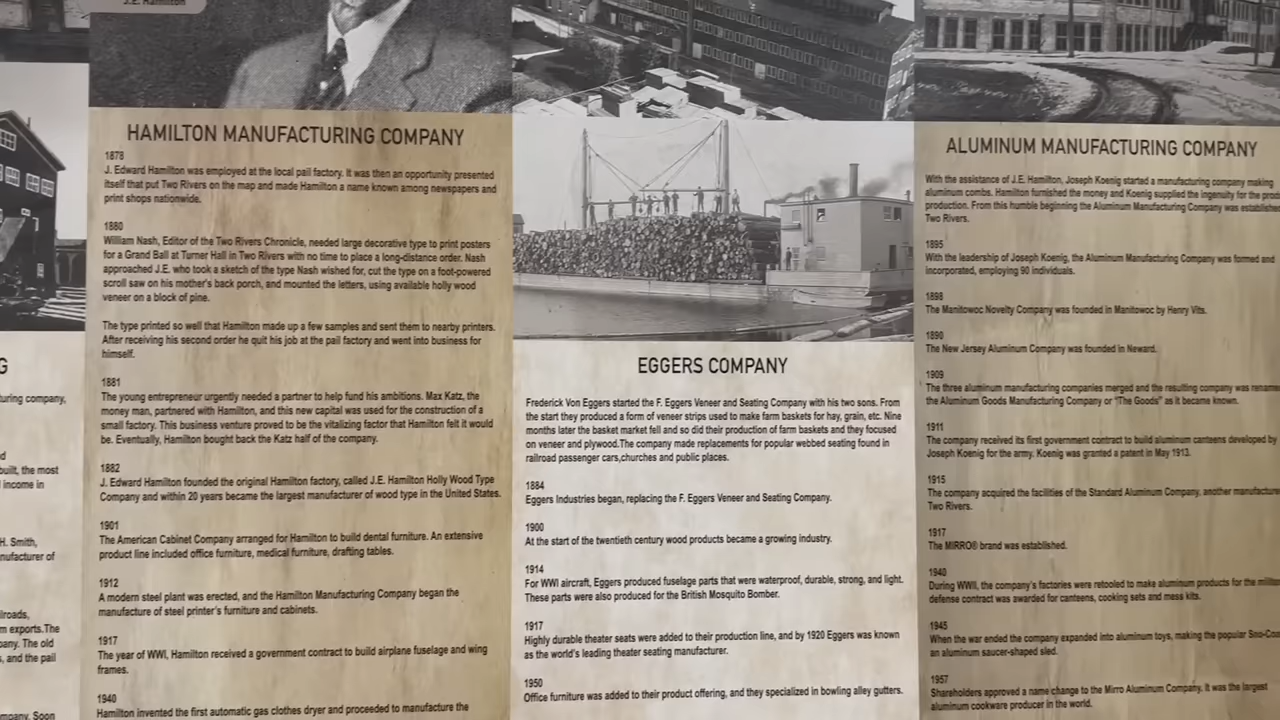 J.E. Hamilton
HAMILTON MANUFACTURING COMPANY
1878
J. Edward Hamilton was employed at the local pail factory. It was then an opportunity presented
itself that put Two Rivers on the map and made Hamilton a name known among newspapers and
print shops nationwide.
1880
William Nash, Editor of the Two Rivers Chronicle, needed large decorative type to print posters
for a Grand Ball at Turner Hall in Two Rivers with no time to place a long-distance order. Nash
approached J.E. who took a sketch of the type Nash wished for, cut the type on a foot-powered
scroll saw on his mother's back porch, and mounted the letters, using available holly wood
veneer on a block of pine.
The type printed so well that Hamilton made up a few samples and sent them to nearby printers.
After receiving his second order he quit his job at the pail factory and went into business for
himself.
1881
The young entrepreneur urgently needed a partner to help fund his ambitions. Max Katz, the
money man, partnered with Hamilton, and this new capital was used for the construction of a
small factory. This business venture proved to be the vitalizing factor that Hamilton felt it would
be. Eventually, Hamilton bought back the Katz half of the company.
1882
J. Edward Hamilton founded the original Hamilton factory, called J.E. Hamilton Holly Wood Type
Company and within 20 years became the largest manufacturer of wood type in the United States.
1901
The American Cabinet Company arranged for Hamilton to build dental furniture. An extensive
product line included office furniture, medical furniture, drafting tables.
1912
A modern steel plant was erected, and the Hamilton Manufacturing Company began the
manufacture of steel printer's furniture and cabinets.
1917
The year of WWI, Hamilton received a government contract to build airplane fuselage and wing
frames.
1940
Hamilton invented the first automatic gas clothes dryer and proceeded to manufacture the
EGGERS COMPANY
Frederick Von Eggers started the F. Eggers Veneer and Seating Company with his two sons. From
the start they produced a form of veneer strips used to make farm baskets for hay, grain, etc. Nine
months later the basket market fell and so did their production of farm baskets and they focused
on veneer and plywood.The company made replacements for popular webbed seating found in
railroad passenger cars,churches and public places.
1884
Eggers Industries began, replacing the F. Eggers Veneer and Seating Company.
1900
At the start of the twentieth century wood products became a growing industry.
1914
For WWI aircraft, Eggers produced fuselage parts that were waterproof, durable, strong, and light.
These parts were also produced for the British Mosquito Bomber.
1917
Highly durable theater seats were added to their production line, and by 1920 Eggers was known
as the world's leading theater seating manufacturer.
1950
Office furniture was added to their product offering, and they specialized in bowling alley gutters.
ALUMINUM MANUFACTURING COMPANY
With the assistance of J.E. Hamilton, Joseph Koenig started a manufacturing company making
aluminum combs. Hamilton furnished the money and Koenig supplied the ingenuity for the
production. From this humble beginning the Aluminum Manufacturing Company was
Two Rivers.
1895
With the leadership of Joseph Koenig, the Aluminum Manufacturing Company was formed and
incorporated, employing 90 individuals.
1898
The Manitowoc Novelty Company was founded in Manitowoc by Henry Vits.
1890
The New Jersey Aluminum Company was founded in Neward.
1909
The three aluminum manufacturing companies merged and the resulting company was
the Aluminum Goods Manufacturing Company or "The Goods" as it became known.
1911
The company received its first government contract to build aluminum canteens developed by
Joseph Koenig for the army. Koenig was granted a patent in May 1913.
1915
The company acquired the facilities of the Standard Aluminum Company, another
Two Rivers.
1917
The MIRRO® brand was established.
1940
During WWII, the company's factories were retooled to make aluminum products for the
defense contract was awarded for canteens, cooking sets and mess kits.
1945
When the war ended the company expanded into aluminum toys, making the popular
an aluminum saucer-shaped sled.
1957
Shareholders approved a name change to the Mirro Aluminum Company. It was the largest
aluminum cookware producer in the world.
G
company,
built, the most
income in
H. Smith,
exports.The
pany. The old
, and the pail
Soon